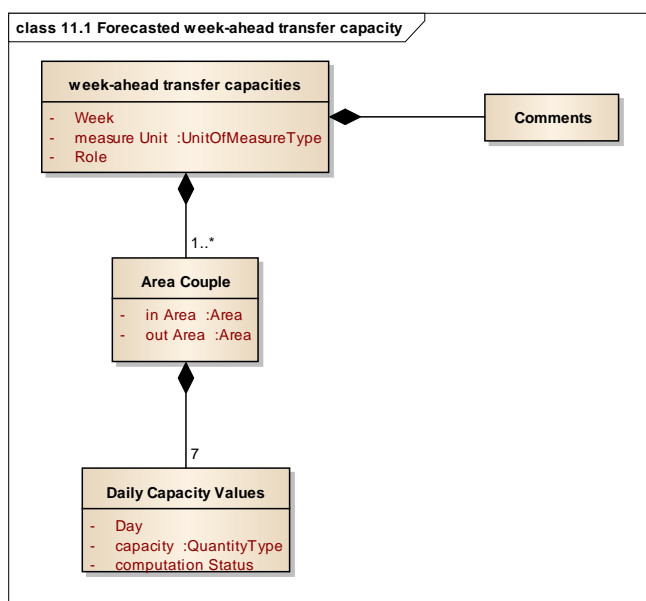 class 11.1 Forecasted week-ahead transfer capacity
week-ahead transfer capacities
- Week
- measure Unit :UnitOfMeasureType
- Role
Comments
1..*
Area Couple
- in Area :Area
- out Area :Area
7
Daily Capacity Values
- Day
- capacity :QuantityType
- computation Status